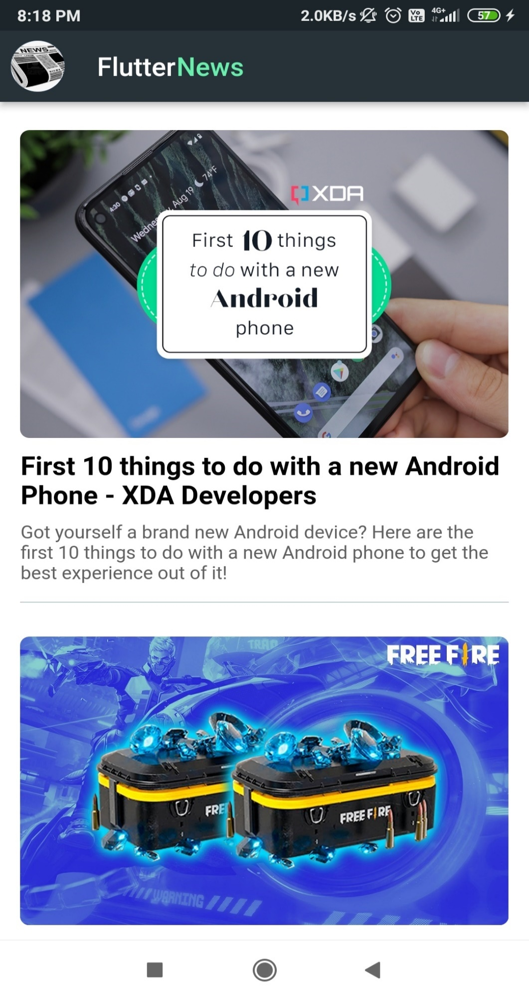 8:18 PM
2.0KB/s
Vo LTE
4G+
57
NEWS
FlutterNews
4:30
Aug 19 74°F
XDA
First 10 things
to do with a new
Android
phone
First 10 things to do with a new Android
Phone - XDA Developers
Got yourself a brand new Android device? Here are the
first 10 things to do with a new Android phone to get the
best experience out of it!
FREE FIRE
FRE
FREE FIRE
WARNING